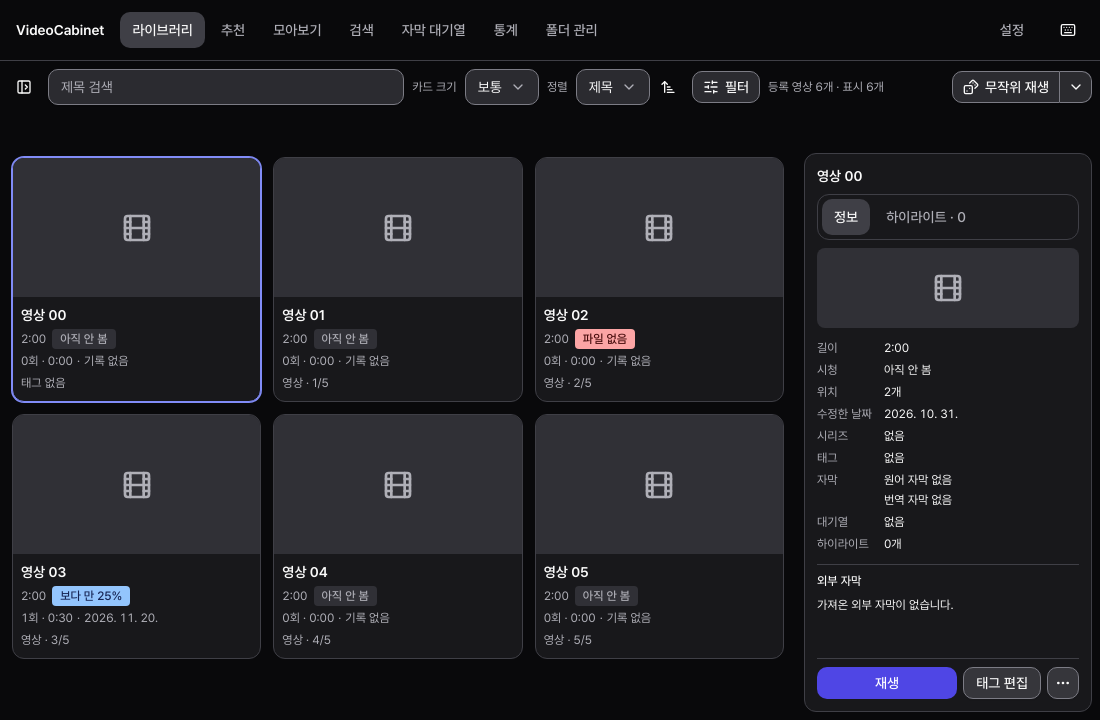 VideoCabinet 라이브러리 추천 모아보기 검색 자막 대기열 통계 폴더 관리 설정
제목 검색 카드 크기 보통 정렬 제목 필터 등록 영상 6개 · 표시 6개 무작위 재생
영상 00
2:00 아직 안 봄
0회 · 0:00 · 기록 없음
태그 없음
영상 01
2:00 아직 안 봄
0회 · 0:00 · 기록 없음
영상 · 1/5
영상 02
2:00 파일 없음
0회 · 0:00 · 기록 없음
영상 · 2/5
영상 03
2:00 보다 만 25%
1회 · 0:30 · 2026. 11. 20.
영상 · 3/5
영상 04
2:00 아직 안 봄
0회 · 0:00 · 기록 없음
영상 · 4/5
영상 05
2:00 아직 안 봄
0회 · 0:00 · 기록 없음
영상 · 5/5
영상 00
정보 하이라이트 · 0
길이 2:00
시청 아직 안 봄
위치 2개
수정한 날짜 2026. 10. 31.
시리즈 없음
태그 없음
자막 원어 자막 없음
번역 자막 없음
대기열 없음
하이라이트 0개
외부 자막
가져온 외부 자막이 없습니다.
재생 태그 편집